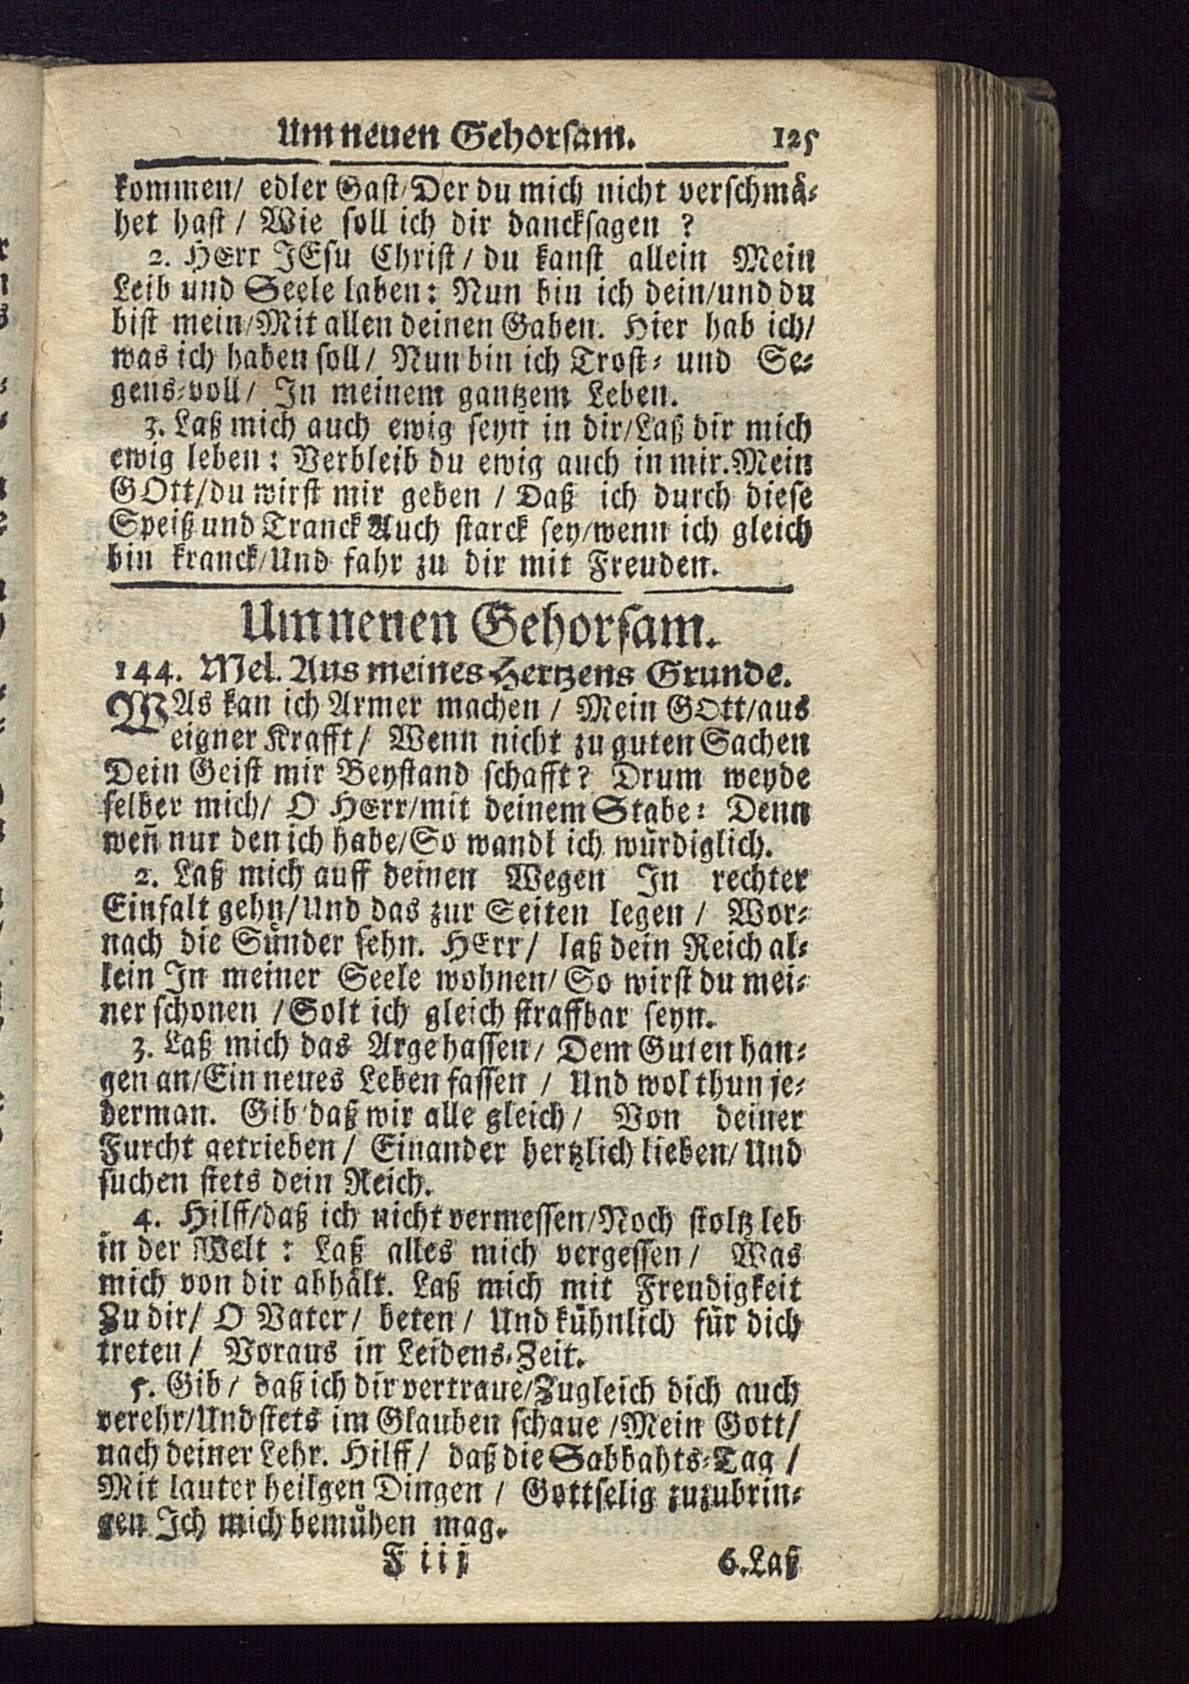 Um neuen Gehorsam. 125
kommen/ edler Gast/Der du mich nicht verschmä-
het hast/ Wie soll ich dir dancksagen ?
2. HErr JEsu Christ/ du kanst allein Mein
Leib und Seele laben: Nun bin ich dein/und du
bist mein/Mit allen deinen Gaben. Hier hab ich/
was ich haben soll/ Nun bin ich Trost- und Se-
gens-voll/ In meinem gantzem Leben.
3. Laß mich auch ewig seyn in dir/Laß dir mich
ewig leben: Verbleib du ewig auch in mir. Mein
GOtt/du wirst mir geben / Daß ich durch diese
Speiß und Tranck Auch starck sey/wenn ich gleich
bin kranck/Und fahr zu dir mit Freuden.
Um neuen Gehorsam.
144. Mel. Aus meines Hertzens Grunde.
WAs kan ich Armer machen / Mein GOtt/aus
eigner Krafft/ Wenn nicht zu guten Sachen
Dein Geist mir Beystand schafft? Drum weyde
selber mich/ O HErr/mit deinem Stabe: Denn
weñ nur den ich habe/So wandl ich würdiglich.
2. Laß mich auff deinen Wegen In rechter
Einfalt gehn/Und das zur Seiten legen / Wor-
nach die Sünder sehn. HErr/ laß dein Reich al-
lein In meiner Seele wohnen/ So wirst du mei-
ner schonen /Solt ich gleich straffbar seyn.
3. Laß mich das Arge hassen/ Dem Guten han-
gen an/Ein neues Leben fassen / Und wol thun je-
derman. Gib/daß wir alle gleich/ Von deiner
Furcht getrieben/ Einander hertzlich lieben/Und
suchen stets dein Reich.
4. Hilff/daß ich nicht vermessen/Noch stoltz leb
in der Welt: Laß alles mich vergessen/ Was
mich von dir abhält. Laß mich mit Freudigkeit
Zu dir/ O Vater/ beten/ Und kühnlich für dich
treten/ Voraus in Leidens-Zeit.
5. Gib/ daß ich dir vertraue/Zugleich dich auch
verehr/Und stets im Glauben schaue /Mein Gott/
nach deiner Lehr. Hilff/ daß die Sabbahts-Tag /
Mit lauter heilgen Dingen / Gottselig zuzubrin-
gen Ich mich bemühen mag.
F iij 6. Laß